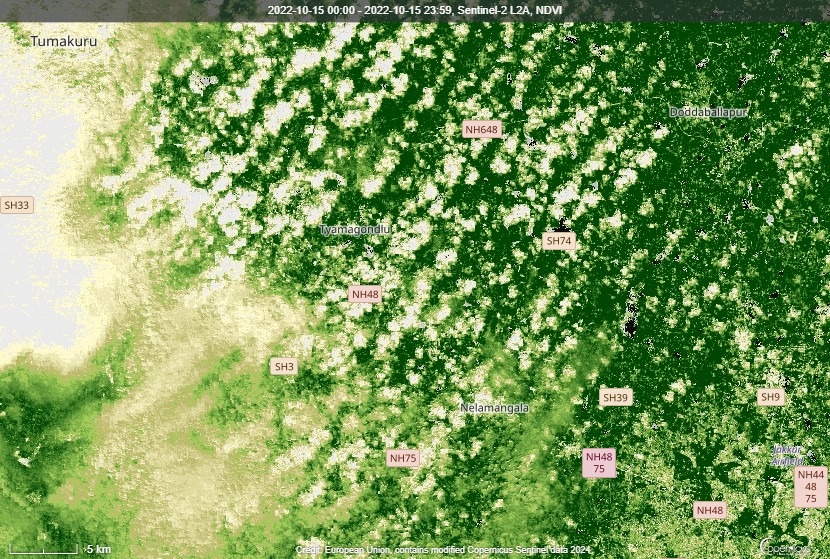 2022-10-15 00:00 - 2022-10-15 23:59, Sentinel-2 L2A, NDVI
Tumakuru
Doddaballapur
NH648
SH33
Tyamagondlu
SH74
NH48
SH3
SH39
SH9
Nelamangala
NH75
NH48
75
Jakkur
Airfield
NH44
48
75
NH48
5 km
Credit: European Union, contains modified Copernicus Sentinel data 2024